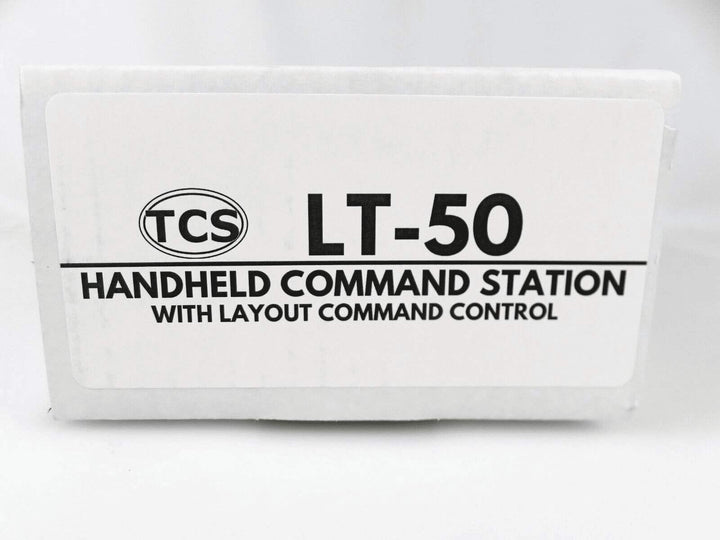 TCS LT-50
HANDHELD COMMAND STATION
WITH LAYOUT COMMAND CONTROL